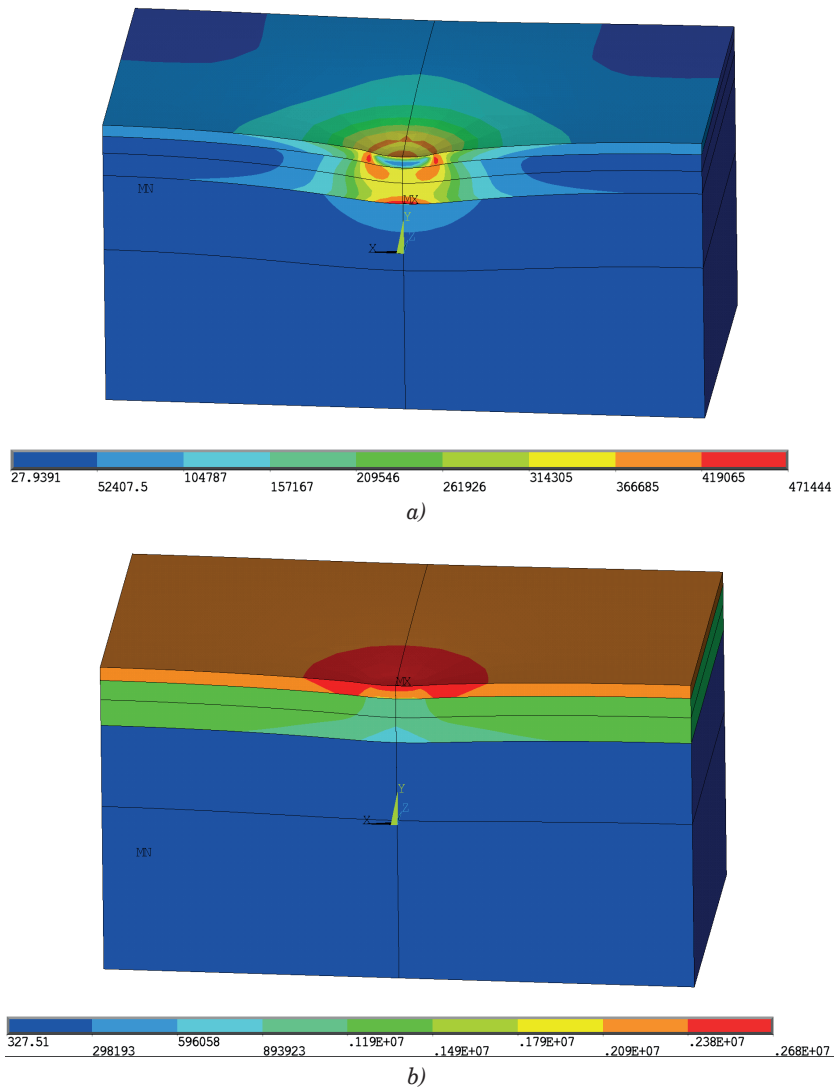 MN
MX
Y
Z
X
27.9391 104787 209546 314305 419065
52407.5 157167 261926 366685 471444
a)
MX
Y
Z
X
MN
327.51 596058 .119E+07 .179E+07 .238E+07
298193 893923 .149E+07 .209E+07 .268E+07
b)